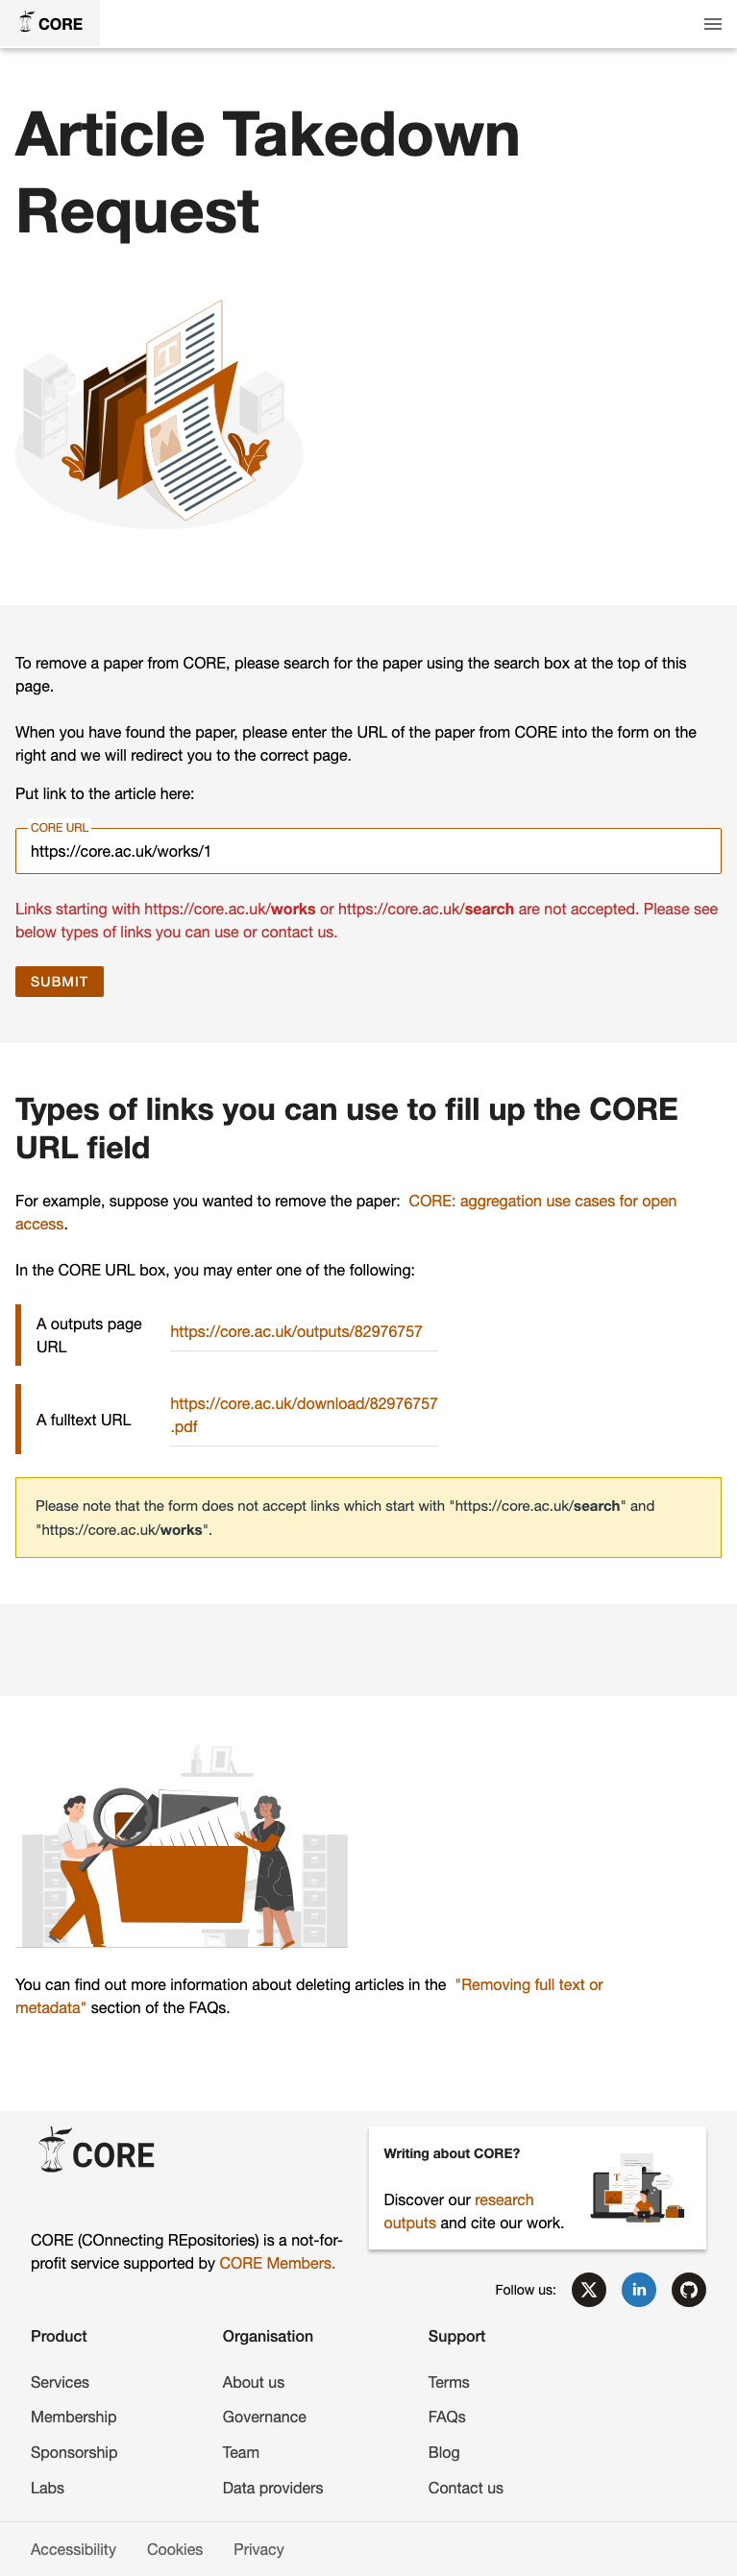 CORE
Article Takedown
Request
T
To remove a paper from CORE, please search for the paper using the search box at the top of this
page.
When you have found the paper, please enter the URL of the paper from CORE into the form on the
right and we will redirect you to the correct page.
Put link to the article here:
CORE URL
https://core.ac.uk/works/1
Links starting with https://core.ac.uk/works or https://core.ac.uk/search are not accepted. Please see
below types of links you can use or contact us.
SUBMIT
Types of links you can use to fill up the CORE
URL field
For example, suppose you wanted to remove the paper: CORE: aggregation use cases for open
access.
In the CORE URL box, you may enter one of the following:
A outputs page
URL
https://core.ac.uk/outputs/82976757
A fulltext URL
https://core.ac.uk/download/82976757
.pdf
Please note that the form does not accept links which start with "https://core.ac.uk/search" and
"https://core.ac.uk/works".
You can find out more information about deleting articles in the "Removing full text or
metadata" section of the FAQs.
CORE
CORE (COnnecting REpositories) is a not-for-
profit service supported by CORE Members.
Writing about CORE?
Discover our research
outputs and cite our work.
T
Follow us:
X
in
Product
Services
Membership
Sponsorship
Labs
Organisation
About us
Governance
Team
Data providers
Support
Terms
FAQs
Blog
Contact us
Accessibility
Cookies
Privacy